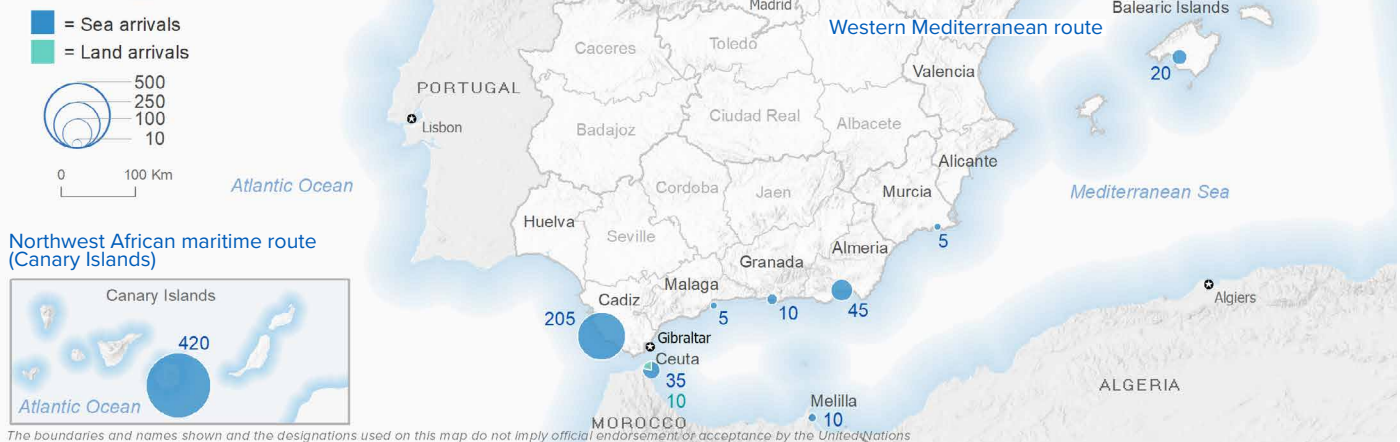 Madrid
Balearic Islands
= Sea arrivals
Western Mediterranean route
= Land arrivals
Caceres
Toledo
Valencia
20
500
250
100
10
PORTUGAL
Lisbon
Badajoz
Ciudad Real
Albacete
0 100 Km
Alicante
Atlantic Ocean
Cordoba
Jaen
Murcia
Mediterranean Sea
Huelva
Seville
Northwest African maritime route
(Canary Islands)
Almeria
5
Granada
Malaga
Canary Islands
Cadiz
Algiers
205
5
10
45
420
Gibraltar
Ceuta
35
10
ALGERIA
Atlantic Ocean
Melilla
10
MOROCCO
The boundaries and names shown and the designations used on this map do not imply official endorsement or acceptance by the United Nations